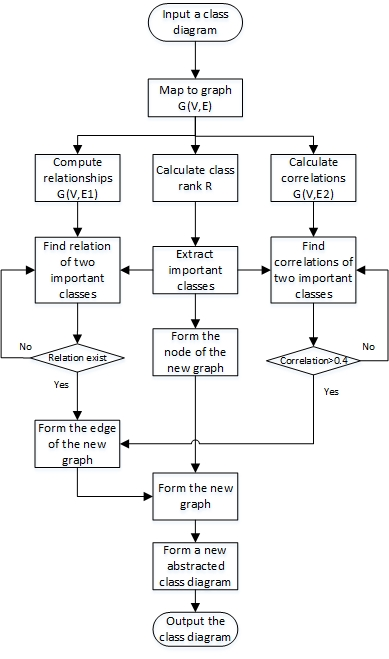 Input a class
diagram
Map to graph
G(V,E)
Compute
relationships
G(V,E1)
Calculate class
rank R
Calculate
correlations
G(V,E2)
Find relation
of two
important
classes
Extract
important
classes
Find
correlations of
two important
classes
Form the
node of the
new graph
No
Relation exist
Yes
No
Correlation>0.4
Yes
Form the edge
of the new
graph
Form the new
graph
Form a new
abstracted
class diagram
Output the
class diagram